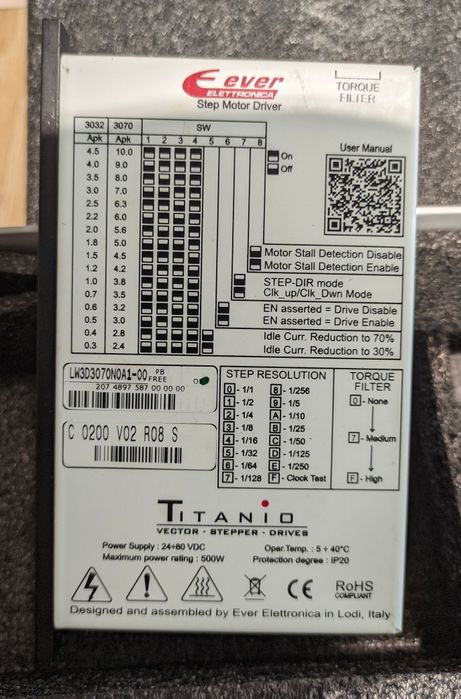 ever
ELETTRONICA
Step Motor Driver
TORQUE
FILTER
3032 3070 SW
Apk Apk 1 2 3 4 5 6 7 8
4.5 10.0
4.0 9.0
3.5 8.0
3.0 7.0
2.5 6.3
2.2 6.0
2.0 5.6
1.8 5.0
1.5 4.5
1.2 4.2
1.0 3.8
0.7 3.5
0.6 3.2
0.5 3.0
0.4 2.8
0.3 2.4
On
Off
User Manual
Motor Stall Detection Disable
Motor Stall Detection Enable
STEP-DIR mode
Clk_up/Clk_Dwn Mode
EN asserted = Drive Disable
EN asserted = Drive Enable
Idle Curr. Reduction to 70%
Idle Curr. Reduction to 30%
LW3D3070N0A1-00 PB FREE
207 4897 587 00 00 00
C 0200 V02 R08 S
STEP RESOLUTION
0 - 1/1 8 - 1/256
1 - 1/2 9 - 1/5
2 - 1/4 A - 1/10
3 - 1/8 B - 1/25
4 - 1/16 C - 1/50
5 - 1/32 D - 1/125
6 - 1/64 E - 1/250
7 - 1/128 F - Clock Test
TORQUE
FILTER
0 - None
7 - Medium
F - High
TITANIO
VECTOR - STEPPER - DRIVES
Power Supply : 24÷80 VDC Oper.Temp. : 5 ÷ 40°C
Maximum power rating : 500W Protection degree : IP20
CE
RoHS
COMPLIANT
Designed and assembled by Ever Elettronica in Lodi, Italy